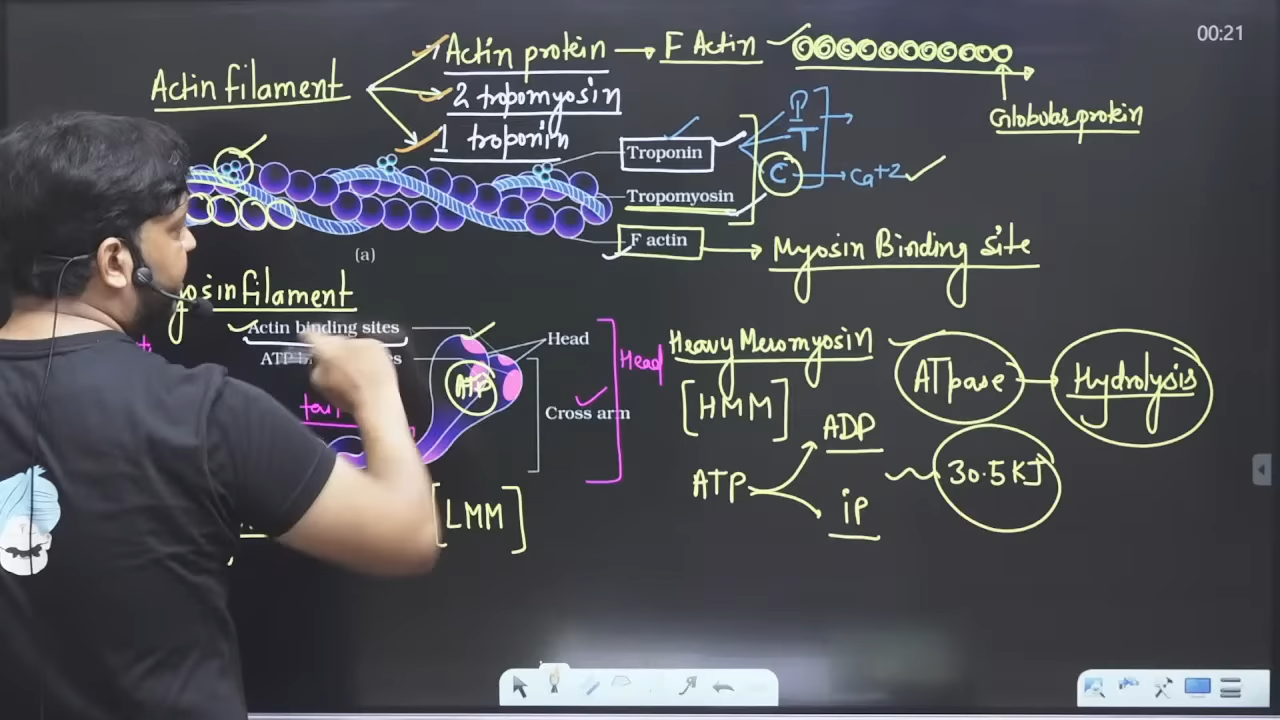 00:21
Actin protein → F Actin
Actin filament
2 tropomyosin
1 troponin
Globular protein
Troponin
P
T
C → Ca+2
Tropomyosin
F actin → Myosin Binding site
(a)
osin filament
Actin binding sites
Head
Head
Heavy Meromyosin
ATPase → Hydrolysis
ATP
Cross arm
[HMM]
ADP
ATP
30.5 KJ
iP
[LMM]